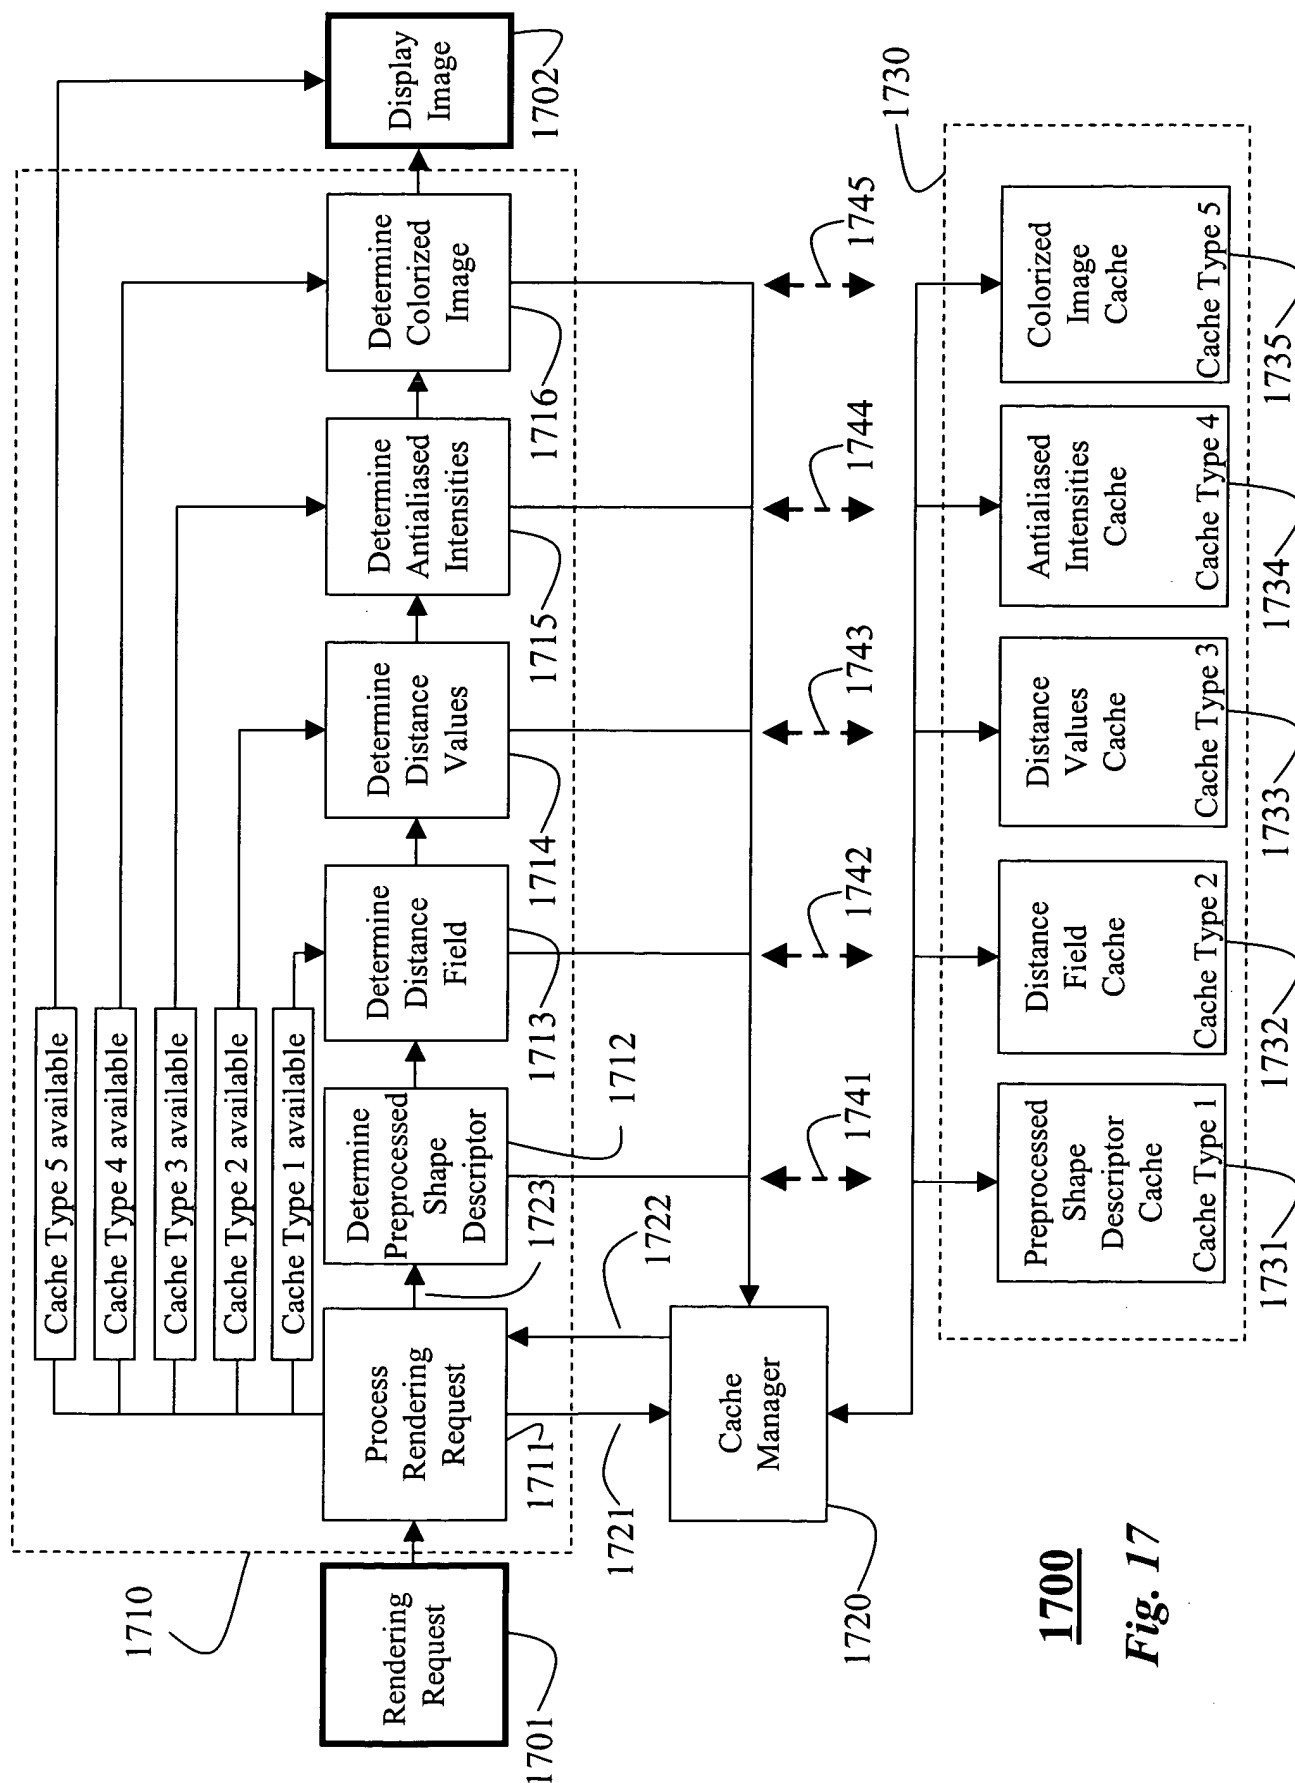 1710
Cache Type 5 available
Cache Type 4 available
Cache Type 3 available
Cache Type 2 available
Cache Type 1 available
Rendering
Request
1701
Process
Rendering
Request
1711
Determine
Preprocessed
Shape
Descriptor
1712
Determine
Distance
Field
1713
Determine
Distance
Values
1714
Determine
Antialiased
Intensities
1715
Determine
Colorized
Image
1716
Display
Image
1702
1721
1722
1723
Cache
Manager
1720
1741
1742
1743
1744
1745
1730
Preprocessed
Shape
Descriptor
Cache
Cache Type 1
1731
Distance
Field
Cache
Cache Type 2
1732
Distance
Values
Cache
Cache Type 3
1733
Antialiased
Intensities
Cache
Cache Type 4
1734
Colorized
Image
Cache
Cache Type 5
1735
1700
Fig. 17